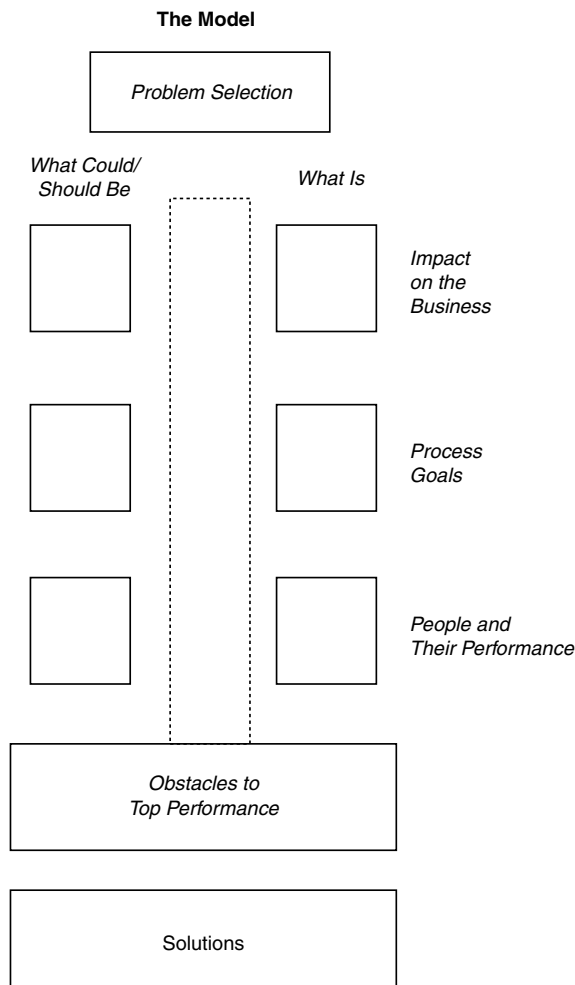 The Model
Problem Selection
What Could/
Should Be
What Is
Impact
on the
Business
Process
Goals
People and
Their Performance
Obstacles to
Top Performance
Solutions